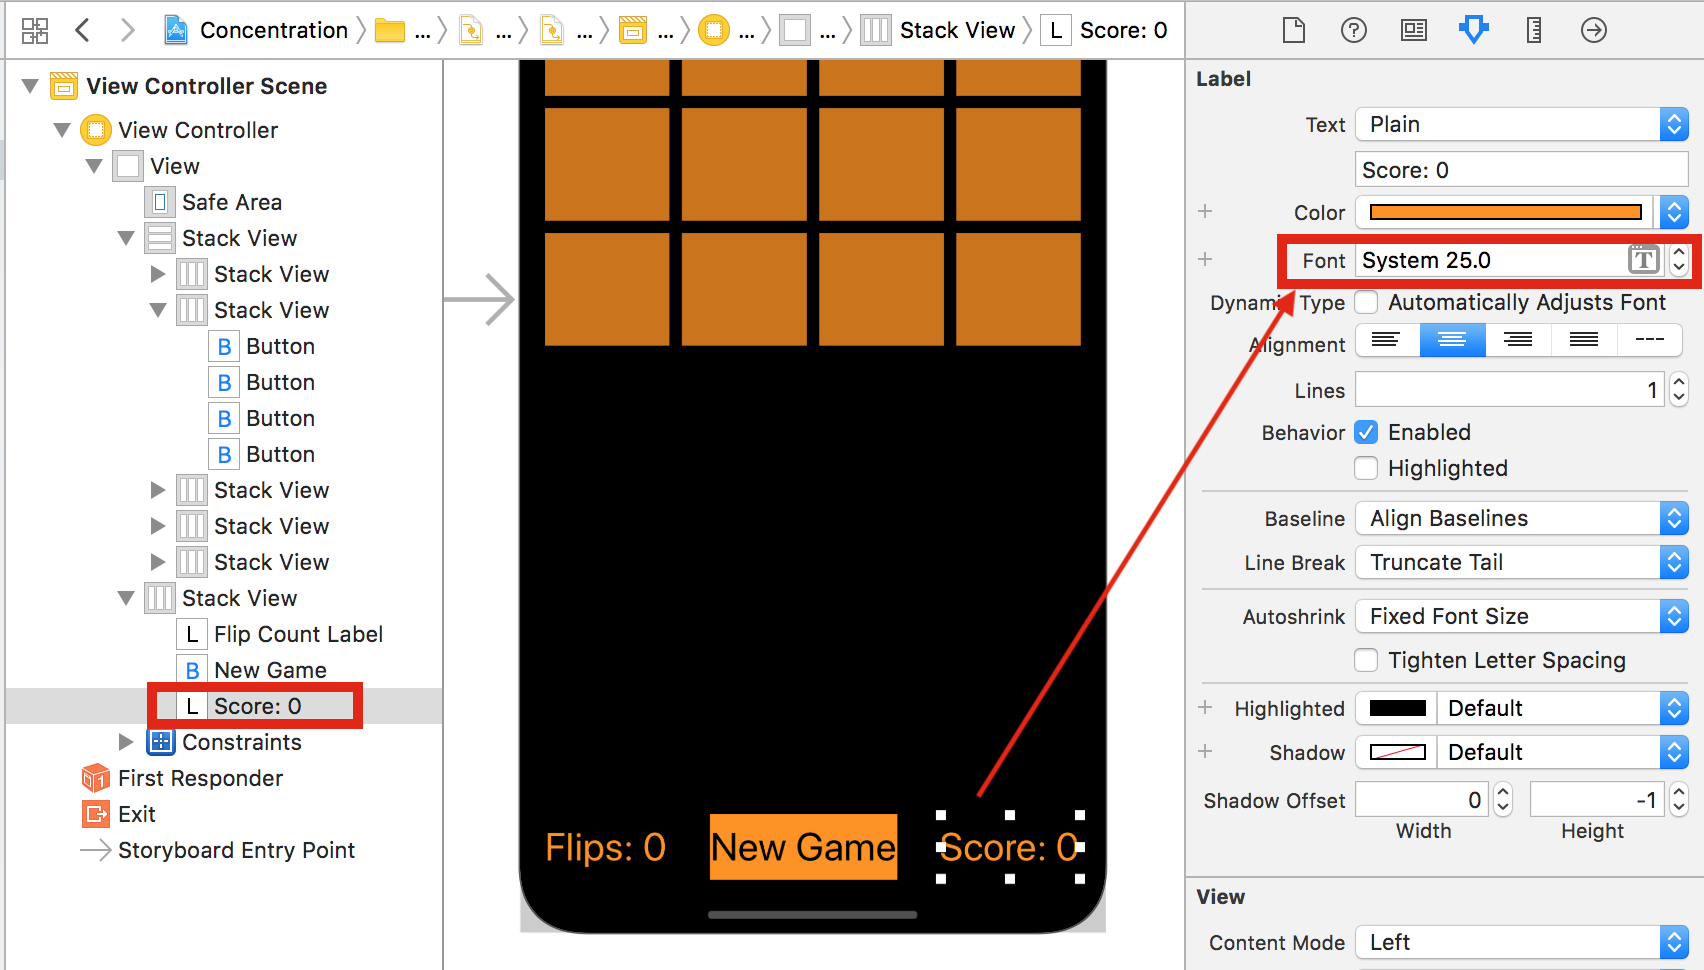 Concentration ... ... ... ... ... ... Stack View L Score: 0
View Controller Scene
View Controller
View
Safe Area
Stack View
Stack View
Stack View
B Button
B Button
B Button
B Button
Stack View
Stack View
Stack View
Stack View
L Flip Count Label
B New Game
L Score: 0
Constraints
First Responder
Exit
Storyboard Entry Point
Flips: 0 New Game Score: 0
Label
Text Plain
Score: 0
Color
Font System 25.0 T
Dynamic Type Automatically Adjusts Font
Alignment
Lines 1
Behavior Enabled
Highlighted
Baseline Align Baselines
Line Break Truncate Tail
Autoshrink Fixed Font Size
Tighten Letter Spacing
Highlighted Default
Shadow Default
Shadow Offset 0 -1
Width Height
View
Content Mode Left